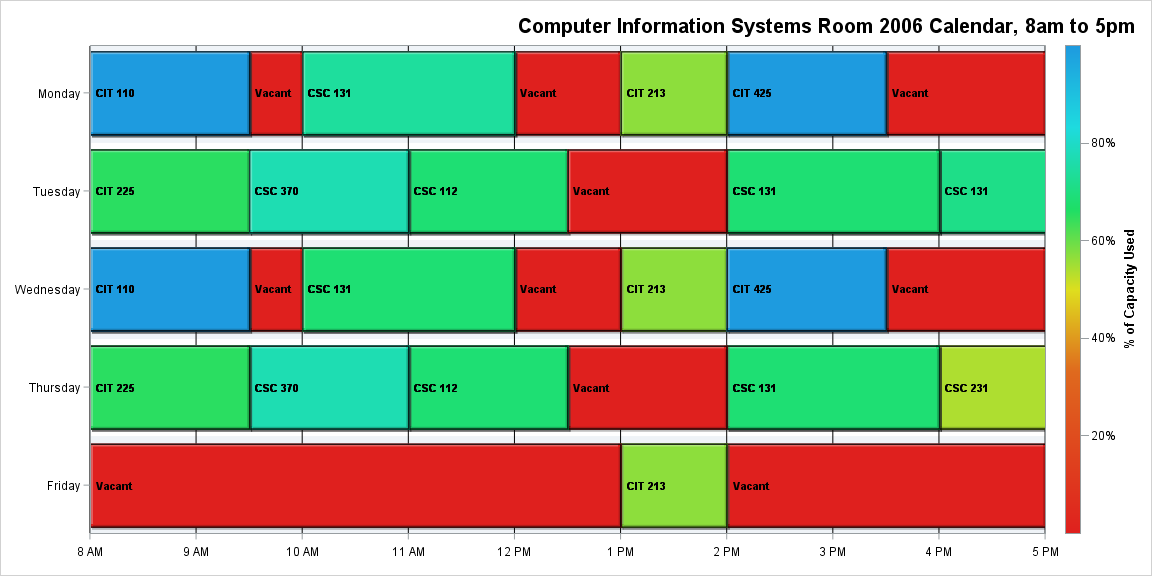 Computer Information Systems Room 2006 Calendar, 8am to 5pm
Monday
CIT 110
Vacant
CSC 131
Vacant
CIT 213
CIT 425
Vacant
Tuesday
CIT 225
CSC 370
CSC 112
Vacant
CSC 131
CSC 131
Wednesday
CIT 110
Vacant
CSC 131
Vacant
CIT 213
CIT 425
Vacant
Thursday
CIT 225
CSC 370
CSC 112
Vacant
CSC 131
CSC 231
Friday
Vacant
CIT 213
Vacant
8 AM
9 AM
10 AM
11 AM
12 PM
1 PM
2 PM
3 PM
4 PM
5 PM
80%
60%
40%
20%
% of Capacity Used